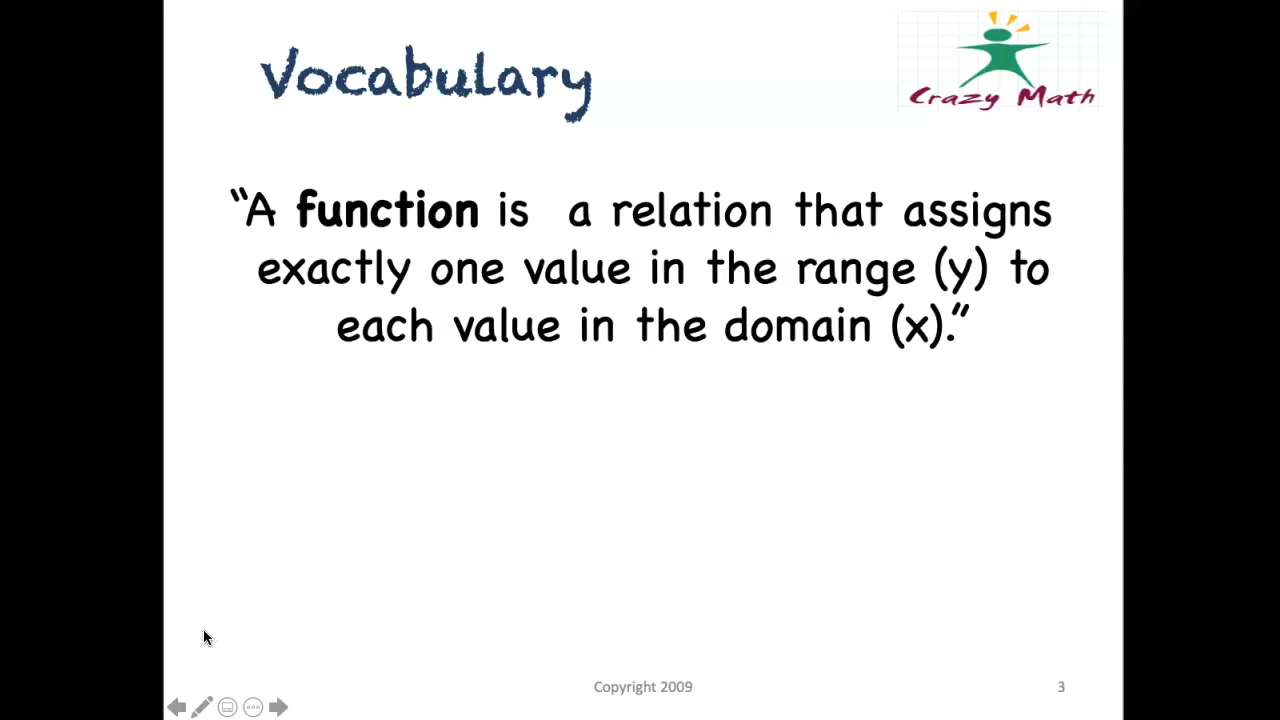 Vocabulary
Crazy Math
“A function is a relation that assigns
exactly one value in the range (y) to
each value in the domain (x).”
Copyright 2009
3